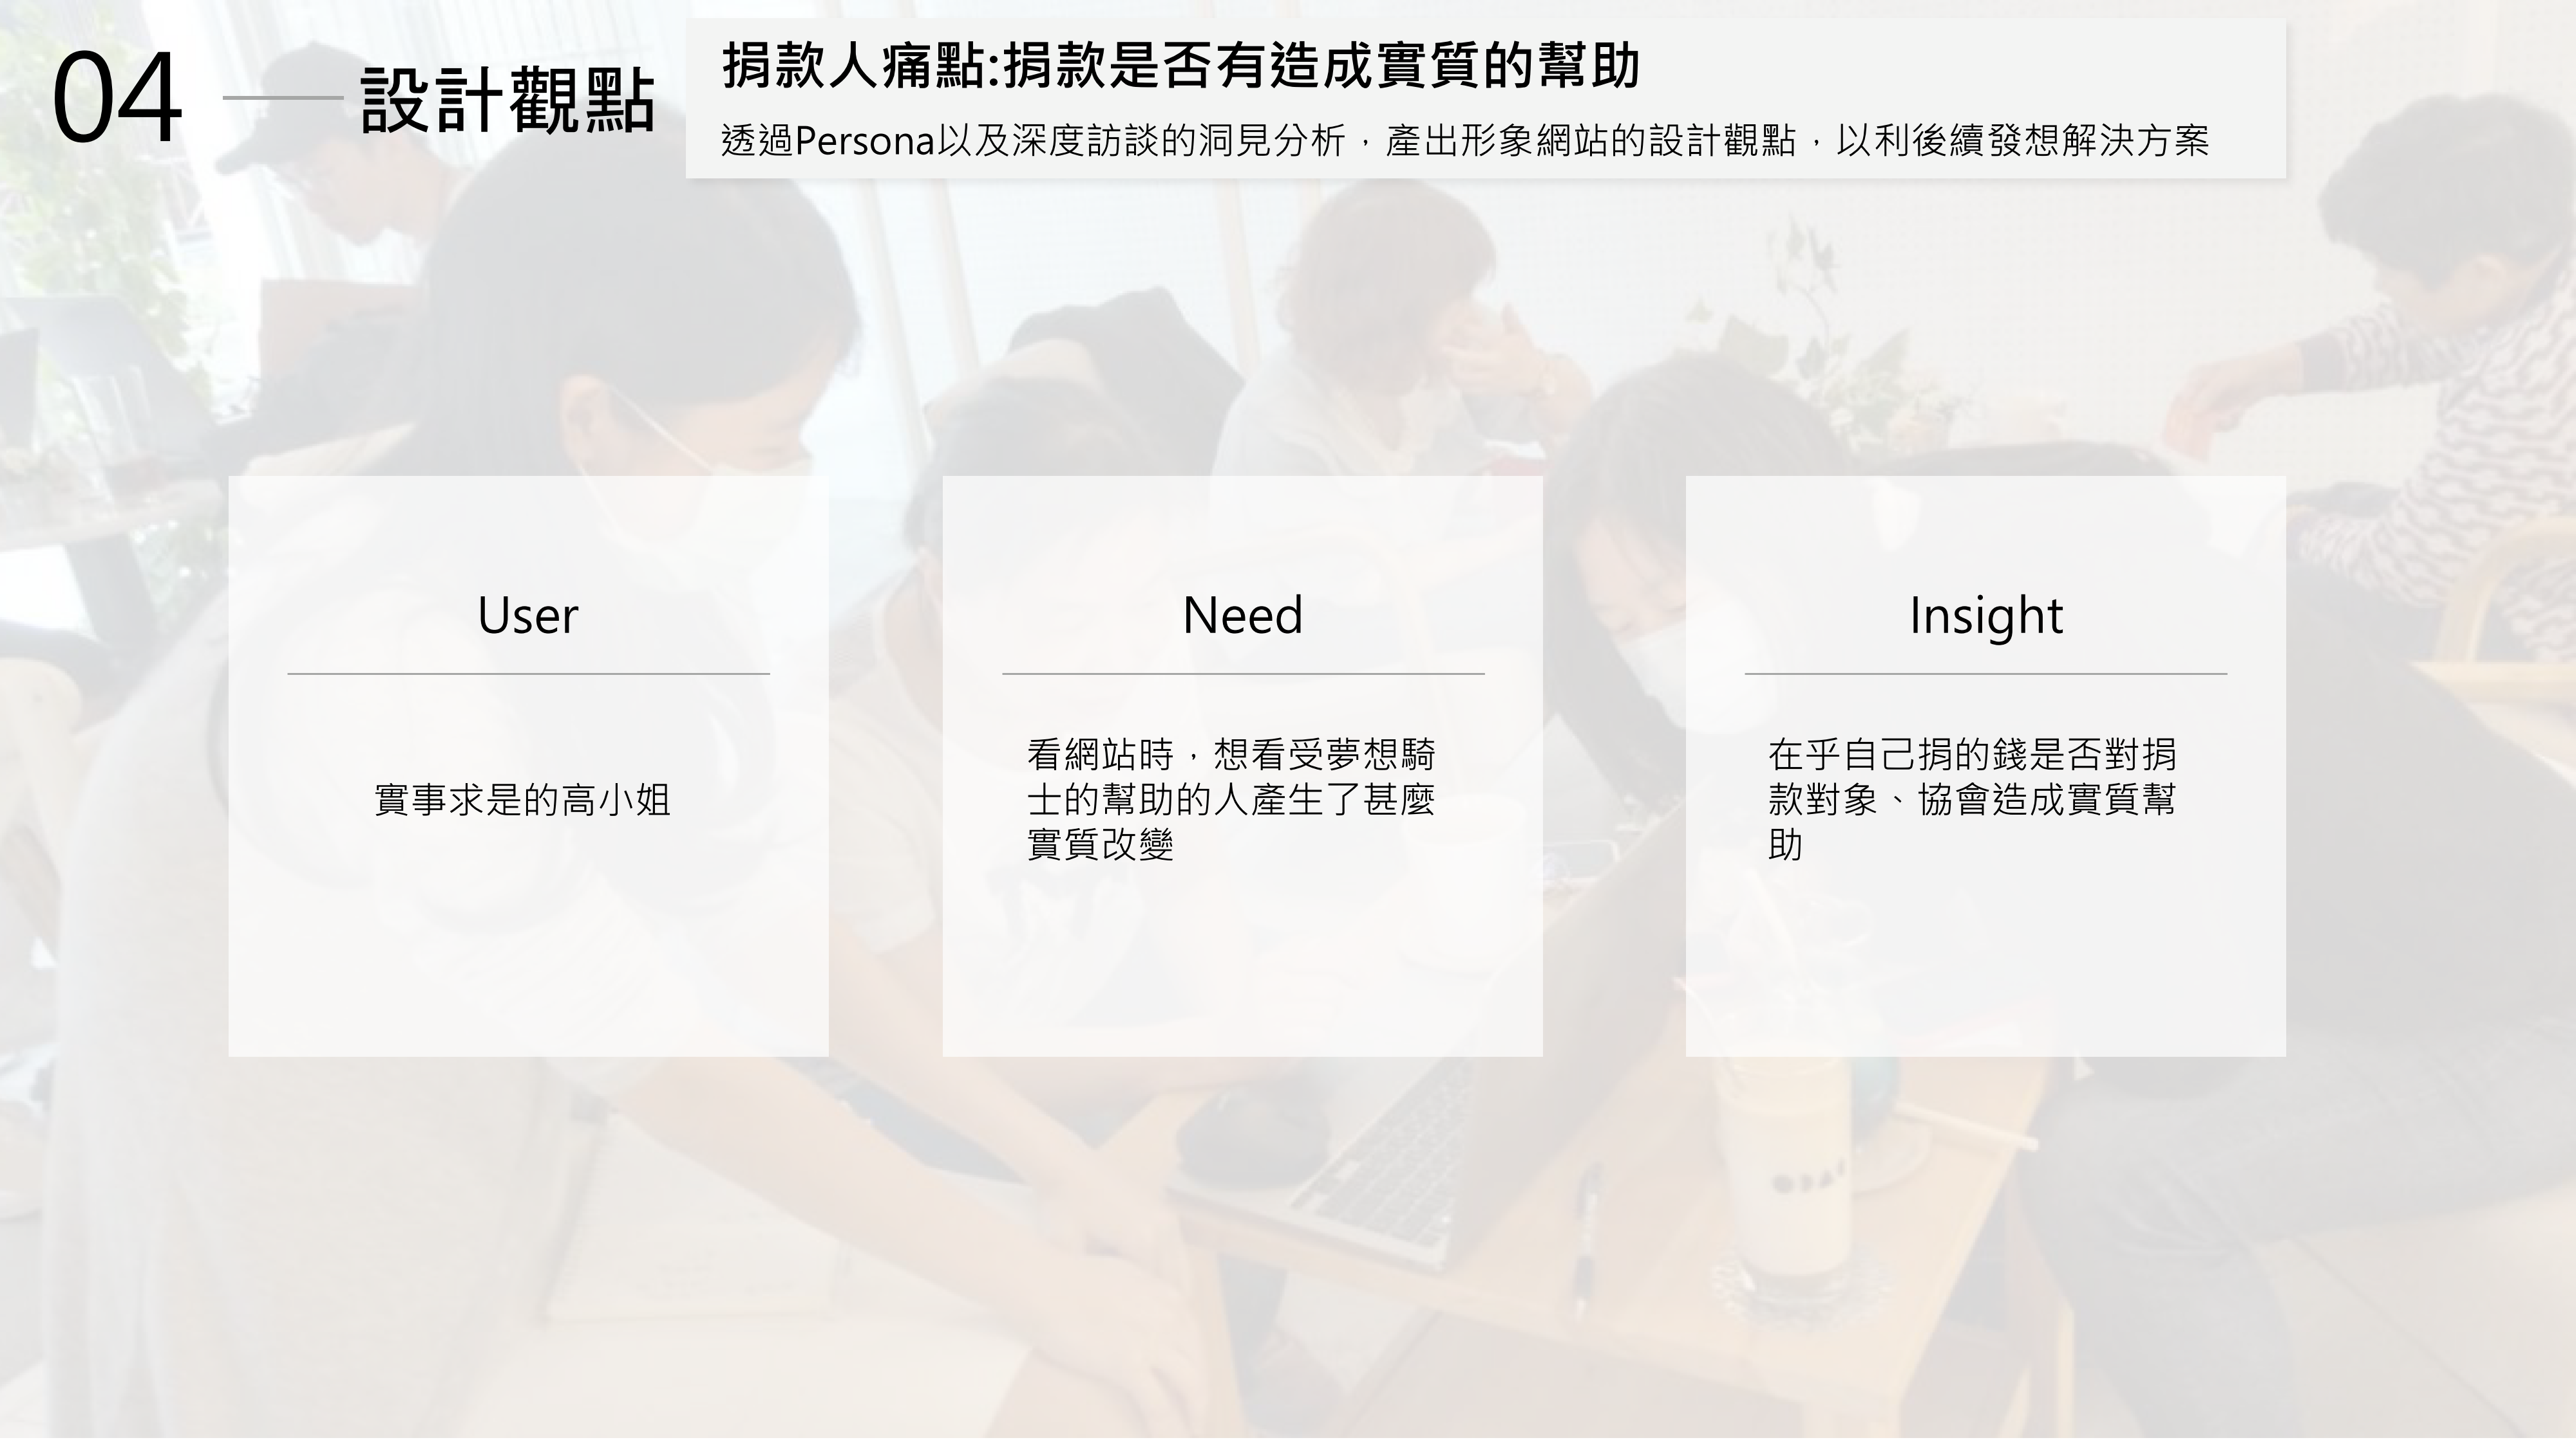 04
設計觀點
捐款人痛點:捐款是否有造成實質的幫助
透過Persona以及深度訪談的洞見分析，產出形象網站的設計觀點，以利後續發想解決方案
User
實事求是的高小姐
Need
看網站時，想看受夢想騎
士的幫助的人產生了甚麼
實質改變
Insight
在乎自己捐的錢是否對捐
款對象、協會造成實質幫
助